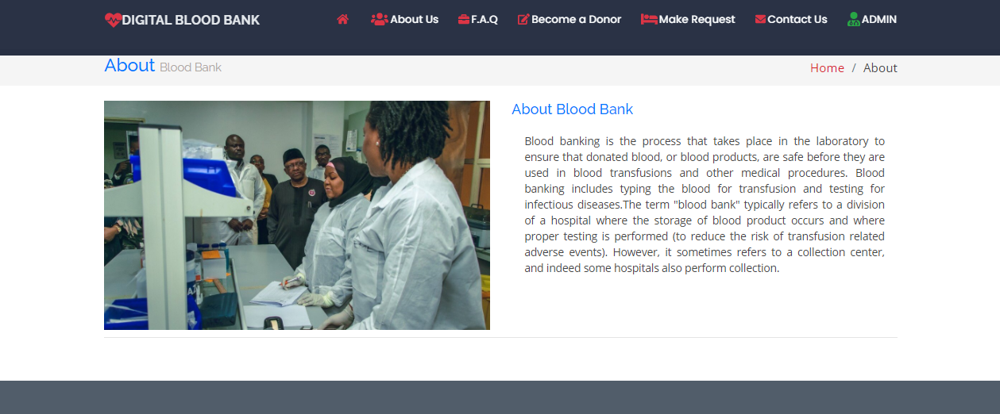 DIGITAL BLOOD BANK
About Us F.A.Q Become a Donor Make Request Contact Us ADMIN
About Blood Bank
Home / About
About Blood Bank
Blood banking is the process that takes place in the laboratory to
ensure that donated blood, or blood products, are safe before they are
used in blood transfusions and other medical procedures. Blood
banking includes typing the blood for transfusion and testing for
infectious diseases.The term "blood bank" typically refers to a division
of a hospital where the storage of blood product occurs and where
proper testing is performed (to reduce the risk of transfusion related
adverse events). However, it sometimes refers to a collection center,
and indeed some hospitals also perform collection.